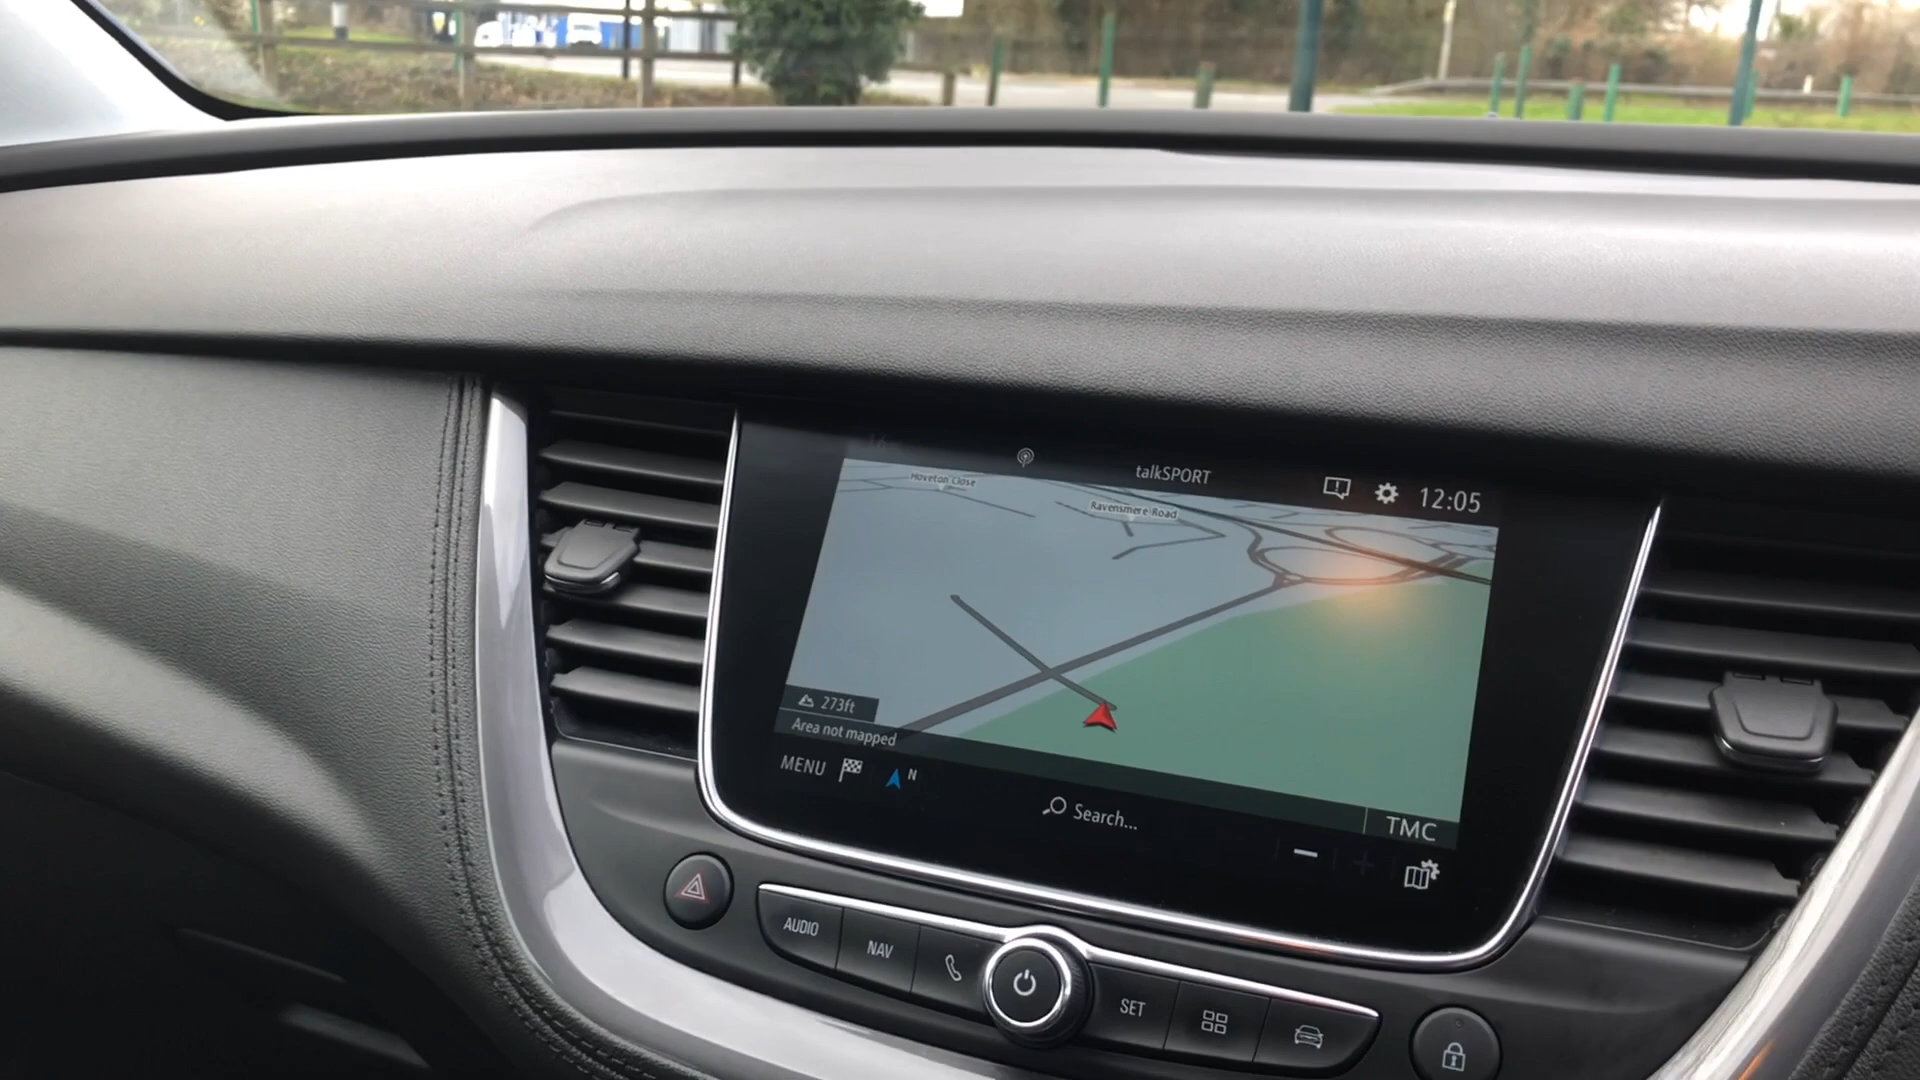 talkSPORT
12:05
Hoveton Close
Ravensmere Road
273ft
Area not mapped
MENU
N
Search...
TMC
AUDIO
NAV
SET